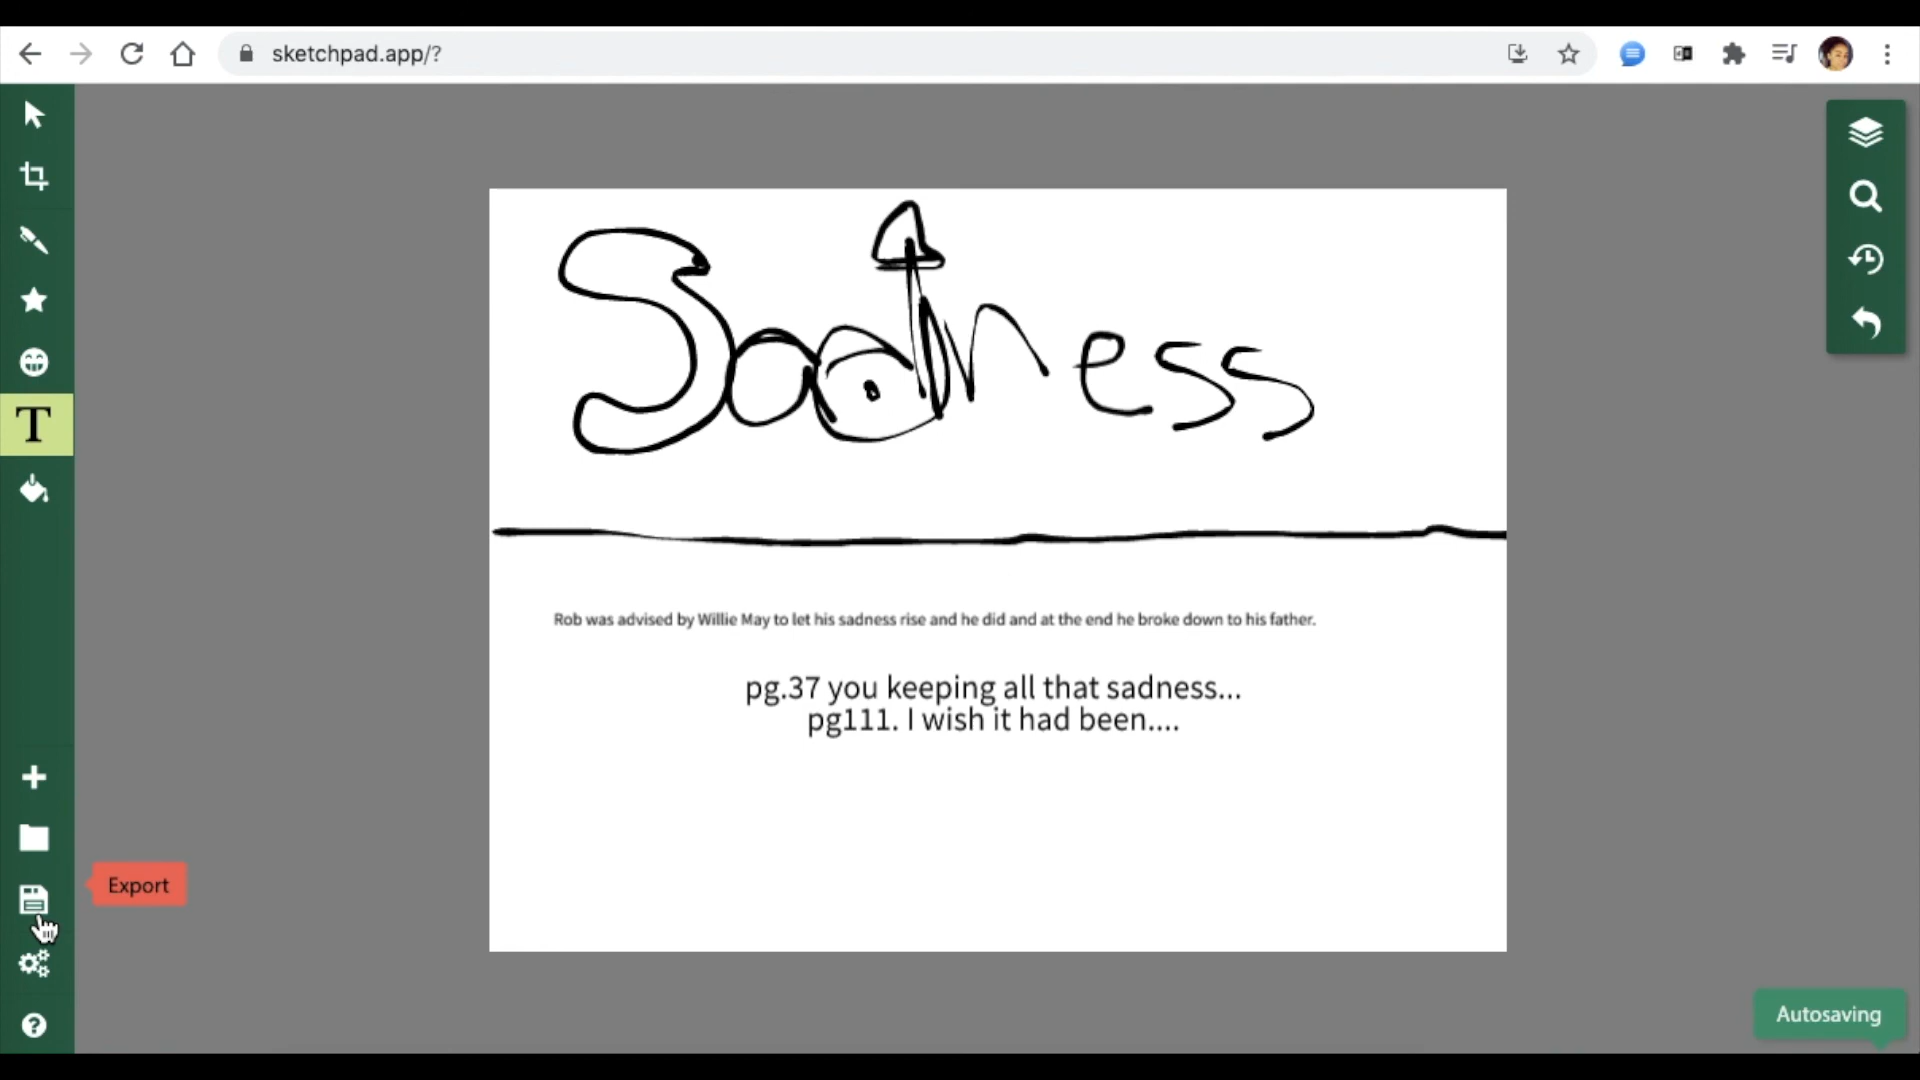 sketchpad.app/?
Sadness
Rob was advised by Willie May to let his sadness rise and he did and at the end he broke down to his father.
pg.37 you keeping all that sadness...
pg111. I wish it had been....
T
Export
Autosaving